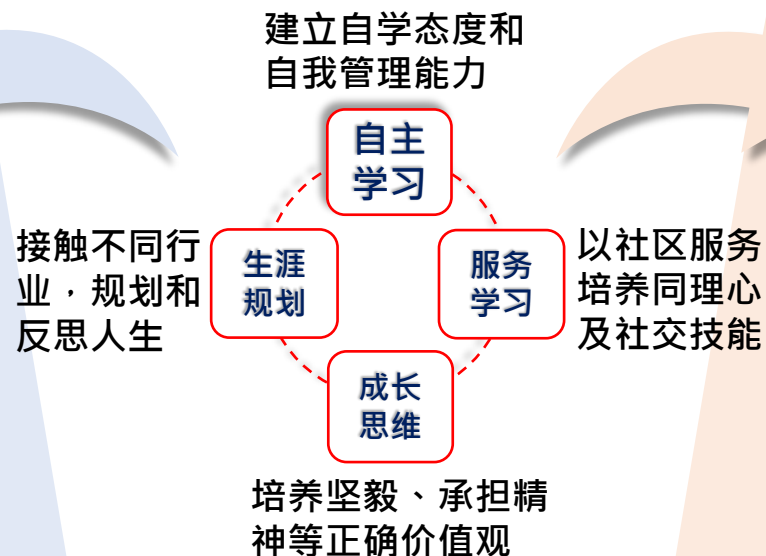 建立自学态度和
自我管理能力
自主
学习
接触不同行
业，规划和
反思人生
生涯
规划
服务
学习
以社区服务
培养同理心
及社交技能
成长
思维
培养坚毅、承担精
神等正确价值观